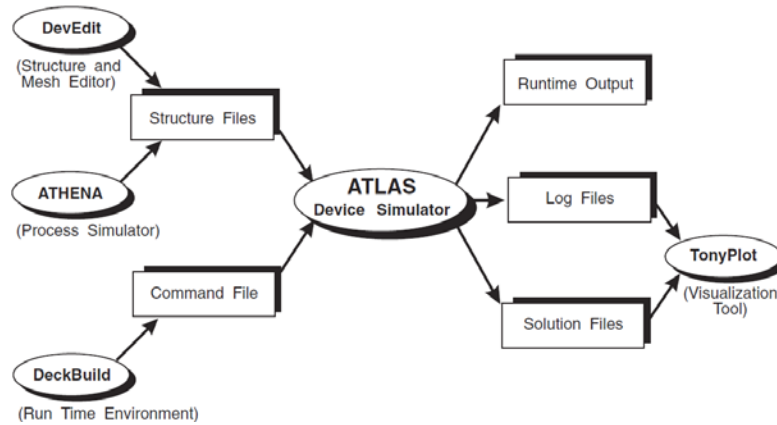 DevEdit
(Structure and
Mesh Editor)
Structure Files
ATHENA
(Process Simulator)
Command File
DeckBuild
(Run Time Environment)
ATLAS
Device Simulator
Runtime Output
Log Files
Solution Files
TonyPlot
(Visualization
Tool)